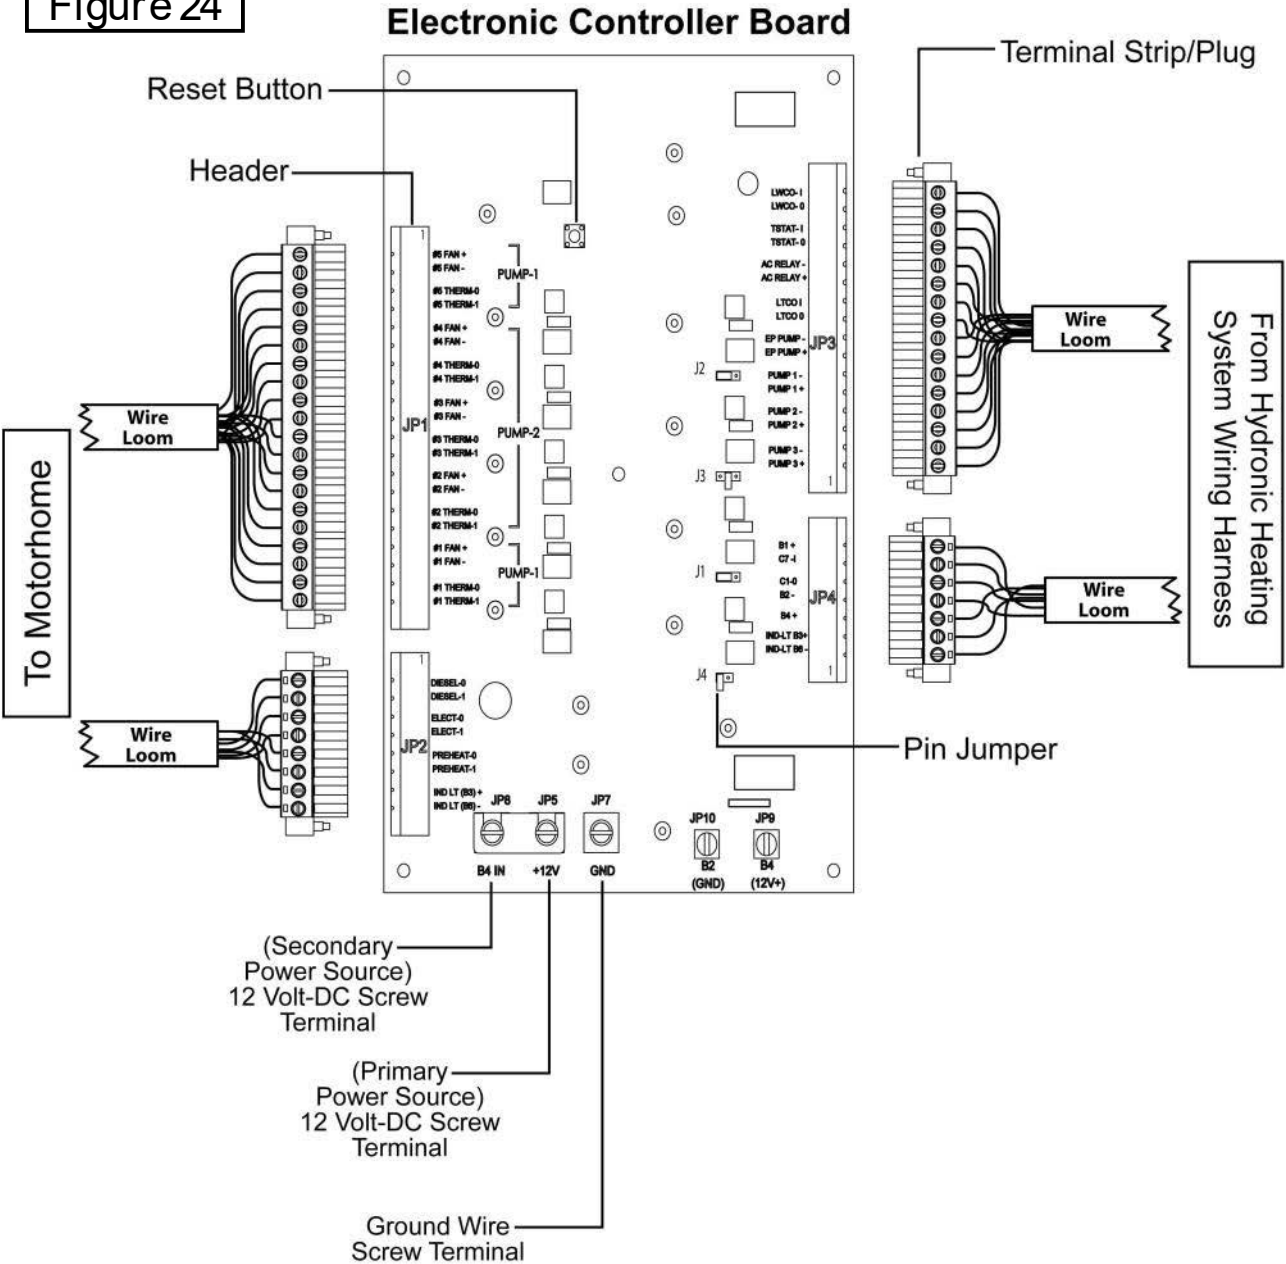 Figure 24
Electronic Controller Board
Terminal Strip/Plug
Reset Button
Header
1
#5 FAN +
#5 FAN -
#5 THERM-0
#5 THERM-1
PUMP-1
#4 FAN +
#4 FAN -
#4 THERM-0
#4 THERM-1
#3 FAN +
#3 FAN -
#3 THERM-0
#3 THERM-1
#2 FAN +
#2 FAN -
#2 THERM-0
#2 THERM-1
PUMP-2
#1 FAN +
#1 FAN -
#1 THERM-0
#1 THERM-1
PUMP-1
JP1
Wire
Loom
To Motorhome
Wire
Loom
1
DIESEL-0
DIESEL-1
ELECT-0
ELECT-1
PREHEAT-0
PREHEAT-1
IND LT (B3) +
IND LT (B6) -
JP2
LWCO- I
LWCO- 0
TSTAT- I
TSTAT- 0
AC RELAY -
AC RELAY +
LTCO I
LTCO 0
EP PUMP -
EP PUMP +
PUMP 1 -
PUMP 1 +
PUMP 2 -
PUMP 2 +
PUMP 3 -
PUMP 3 +
JP3
1
J2
J3
J1
J4
B1 +
C7 -I
C1-0
B2 -
B4 +
IND-LT B3+
IND-LT B6 -
JP4
1
Wire
Loom
Wire
Loom
From Hydronic Heating
System Wiring Harness
Pin Jumper
JP6
JP5
JP7
JP10
JP9
B4 IN
+12V
GND
B2
(GND)
B4
(12V+)
(Secondary
Power Source)
12 Volt-DC Screw
Terminal
(Primary
Power Source)
12 Volt-DC Screw
Terminal
Ground Wire
Screw Terminal